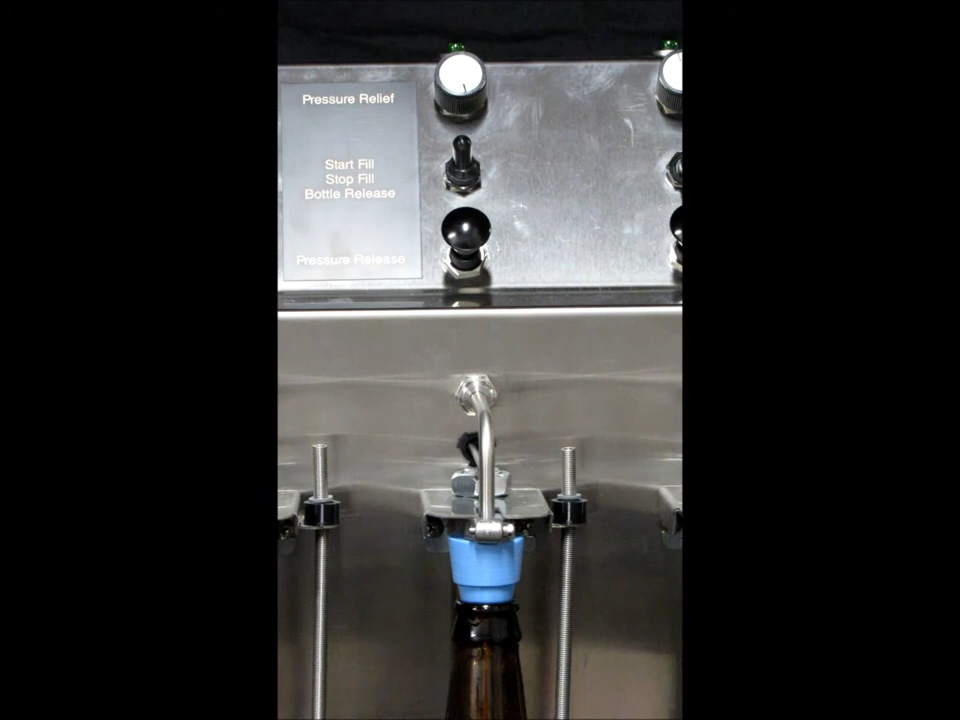 Pressure Relief
Start Fill
Stop Fill
Bottle Release
Pressure Release